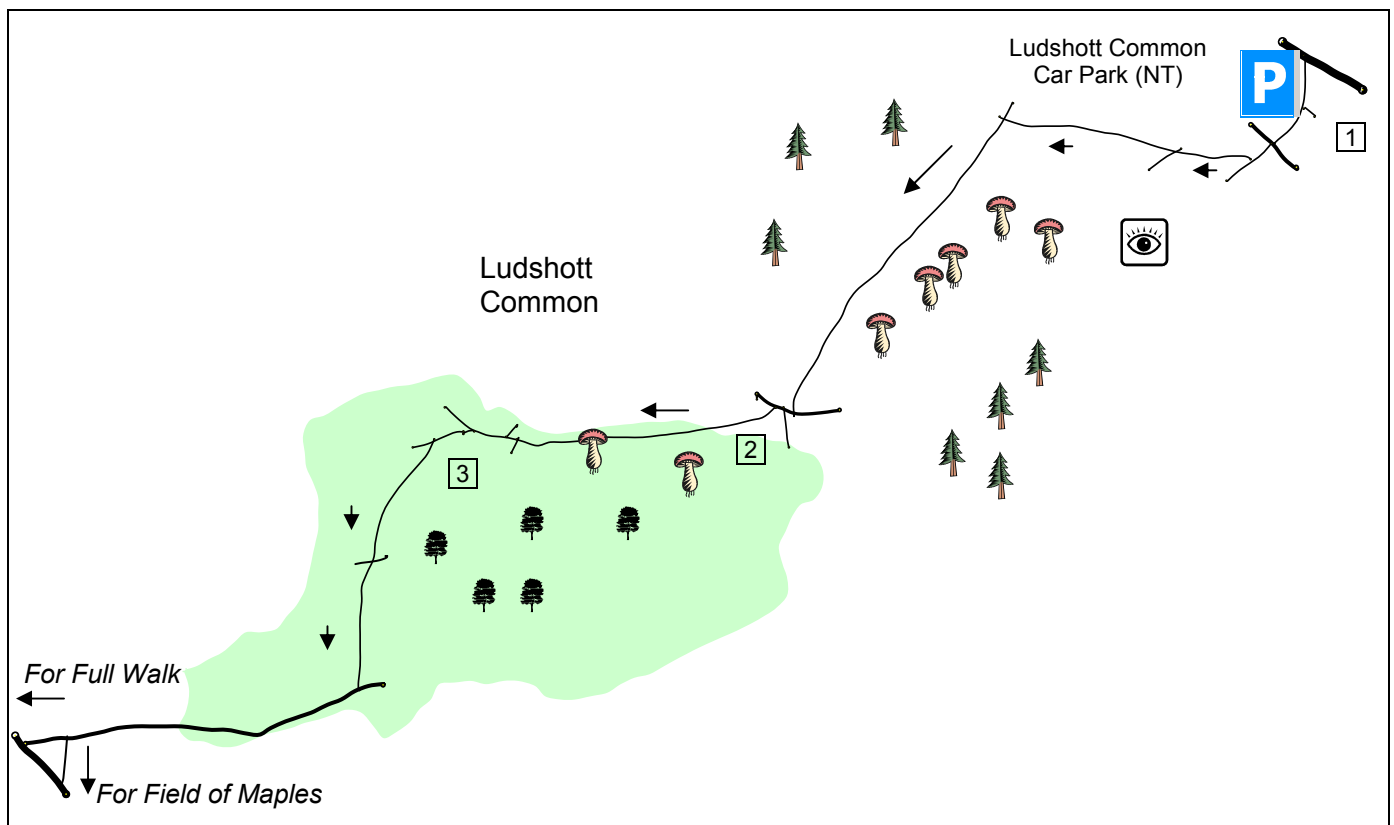 Ludshott Common
Car Park (NT)
P
1
Ludshott
Common
2
3
For Full Walk
For Field of Maples